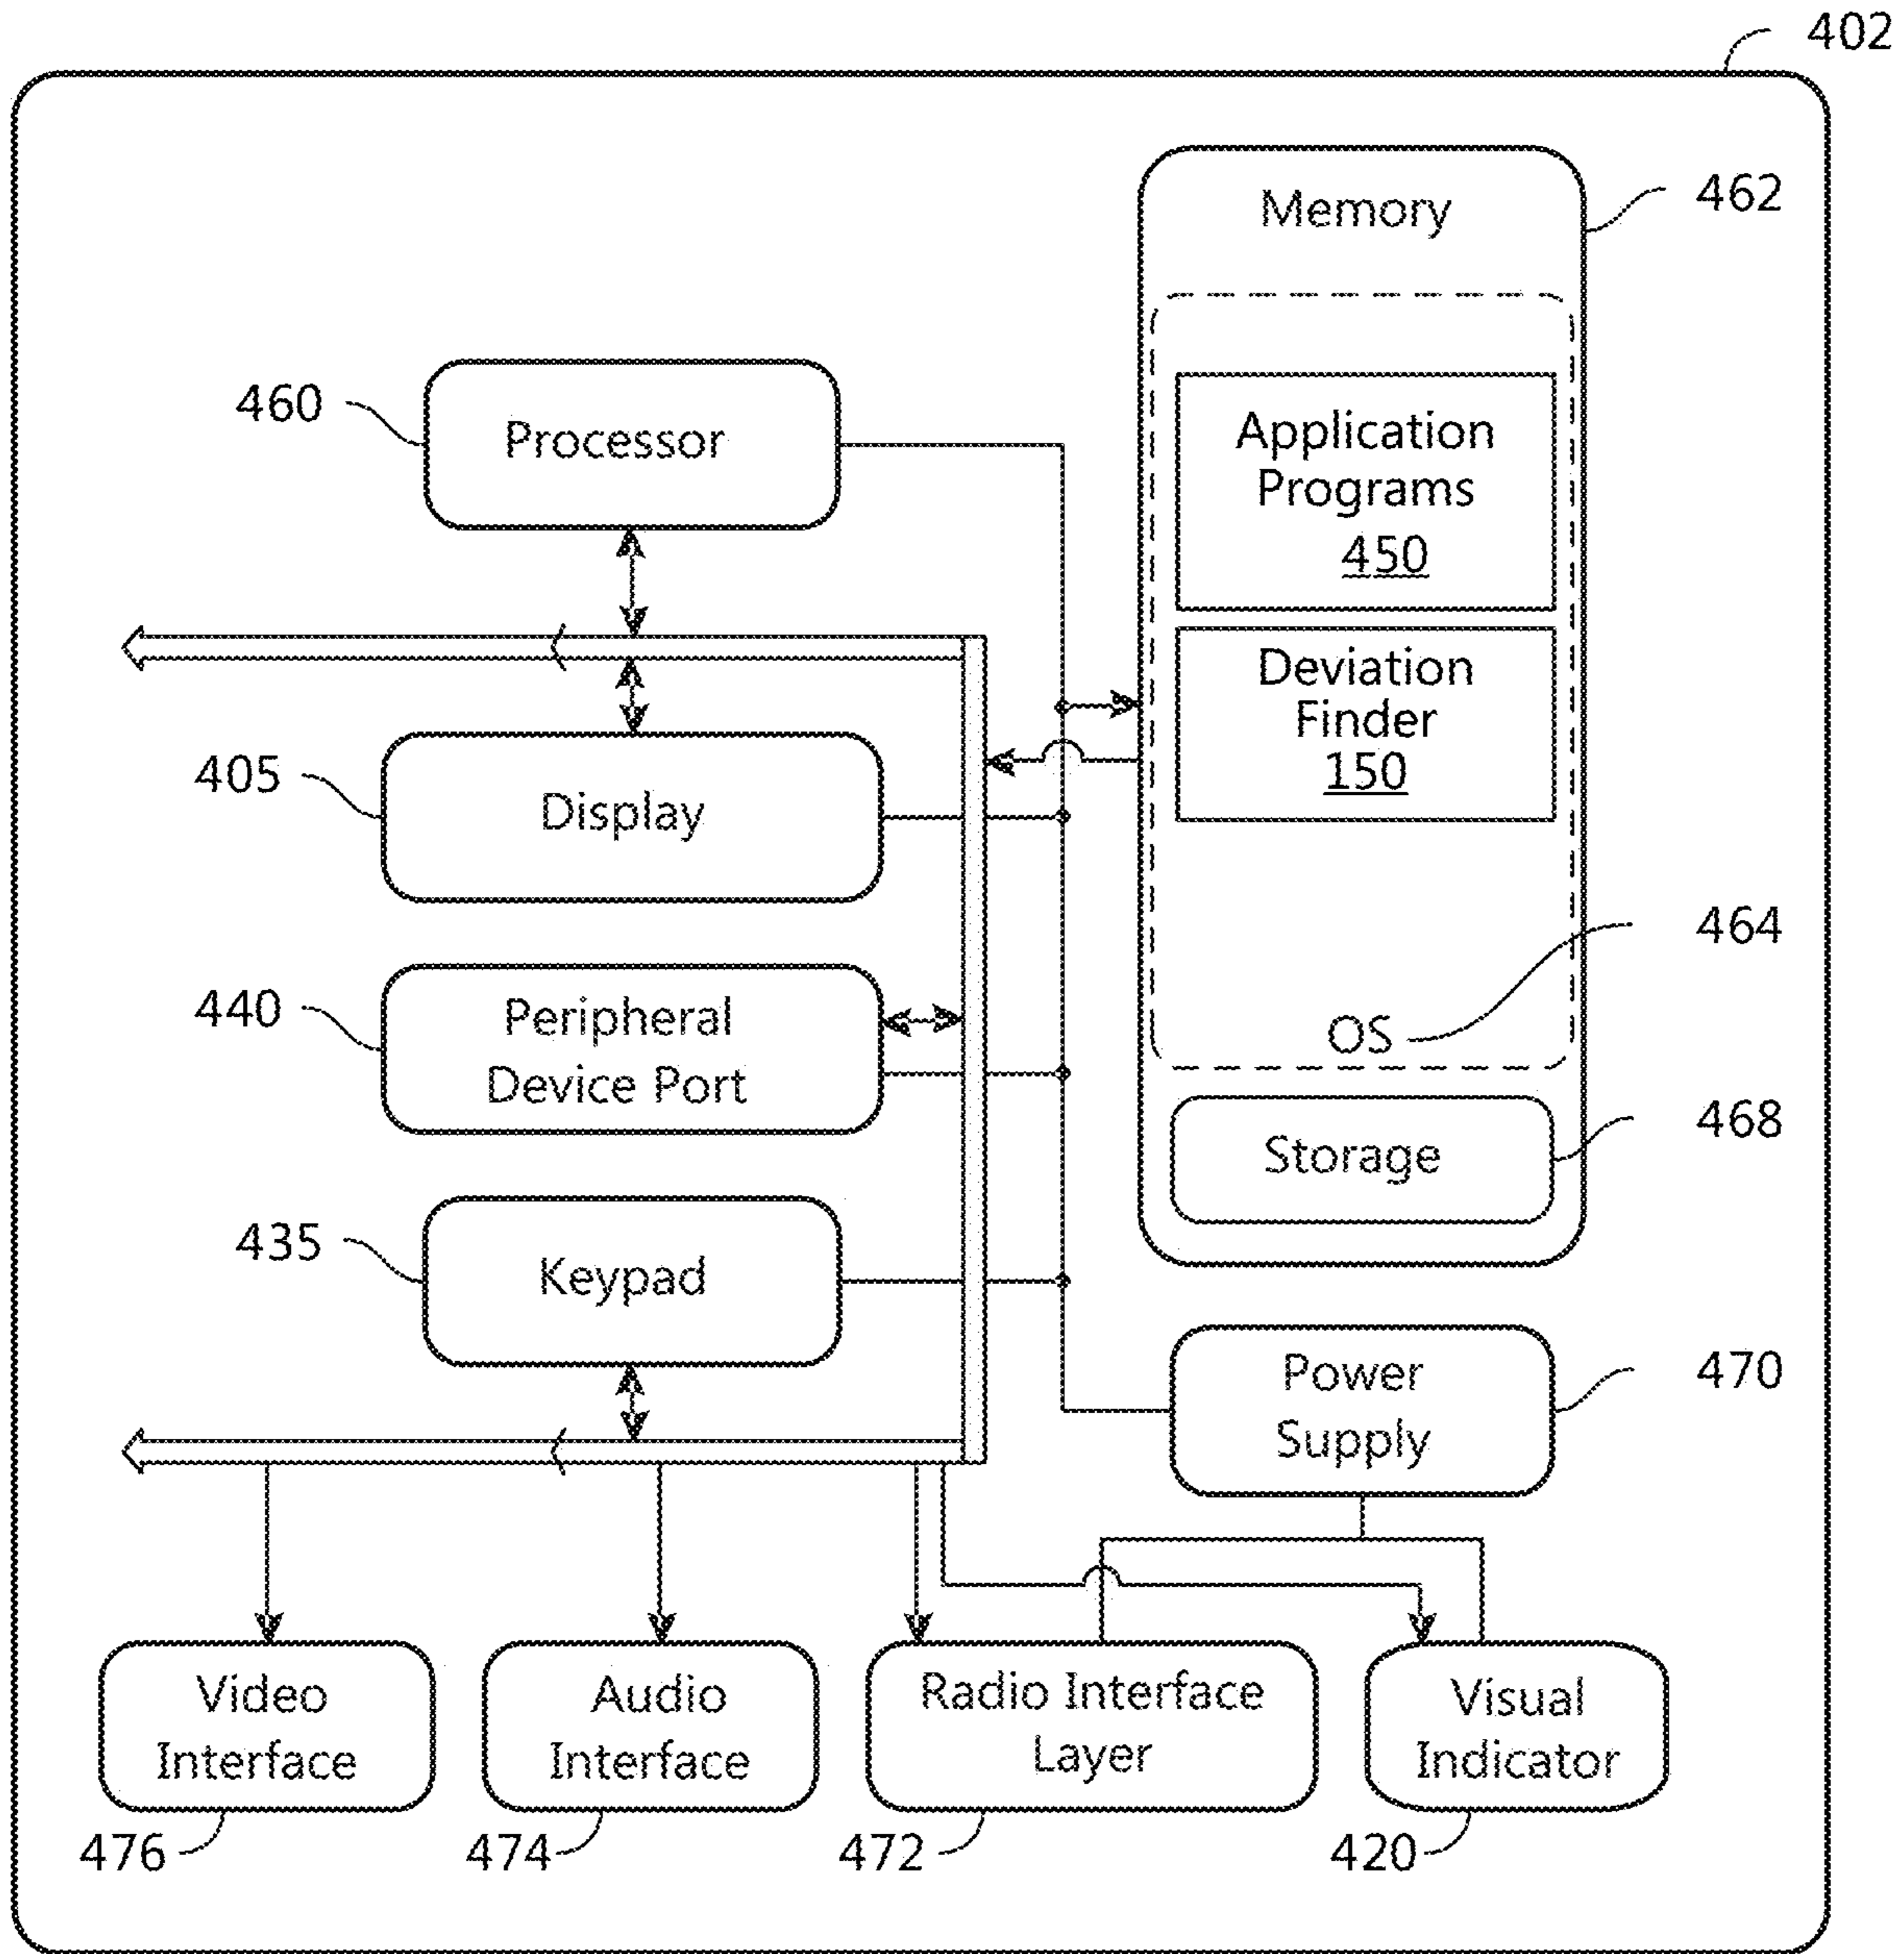 402
Memory
462
460
Processor
Application
Programs
450
Deviation
Finder
150
405
Display
464
440
Peripheral
Device Port
OS
468
Storage
435
Keypad
Power
Supply
470
Video
Interface
Audio
Interface
Radio Interface
Layer
Visual
Indicator
476
474
472
420